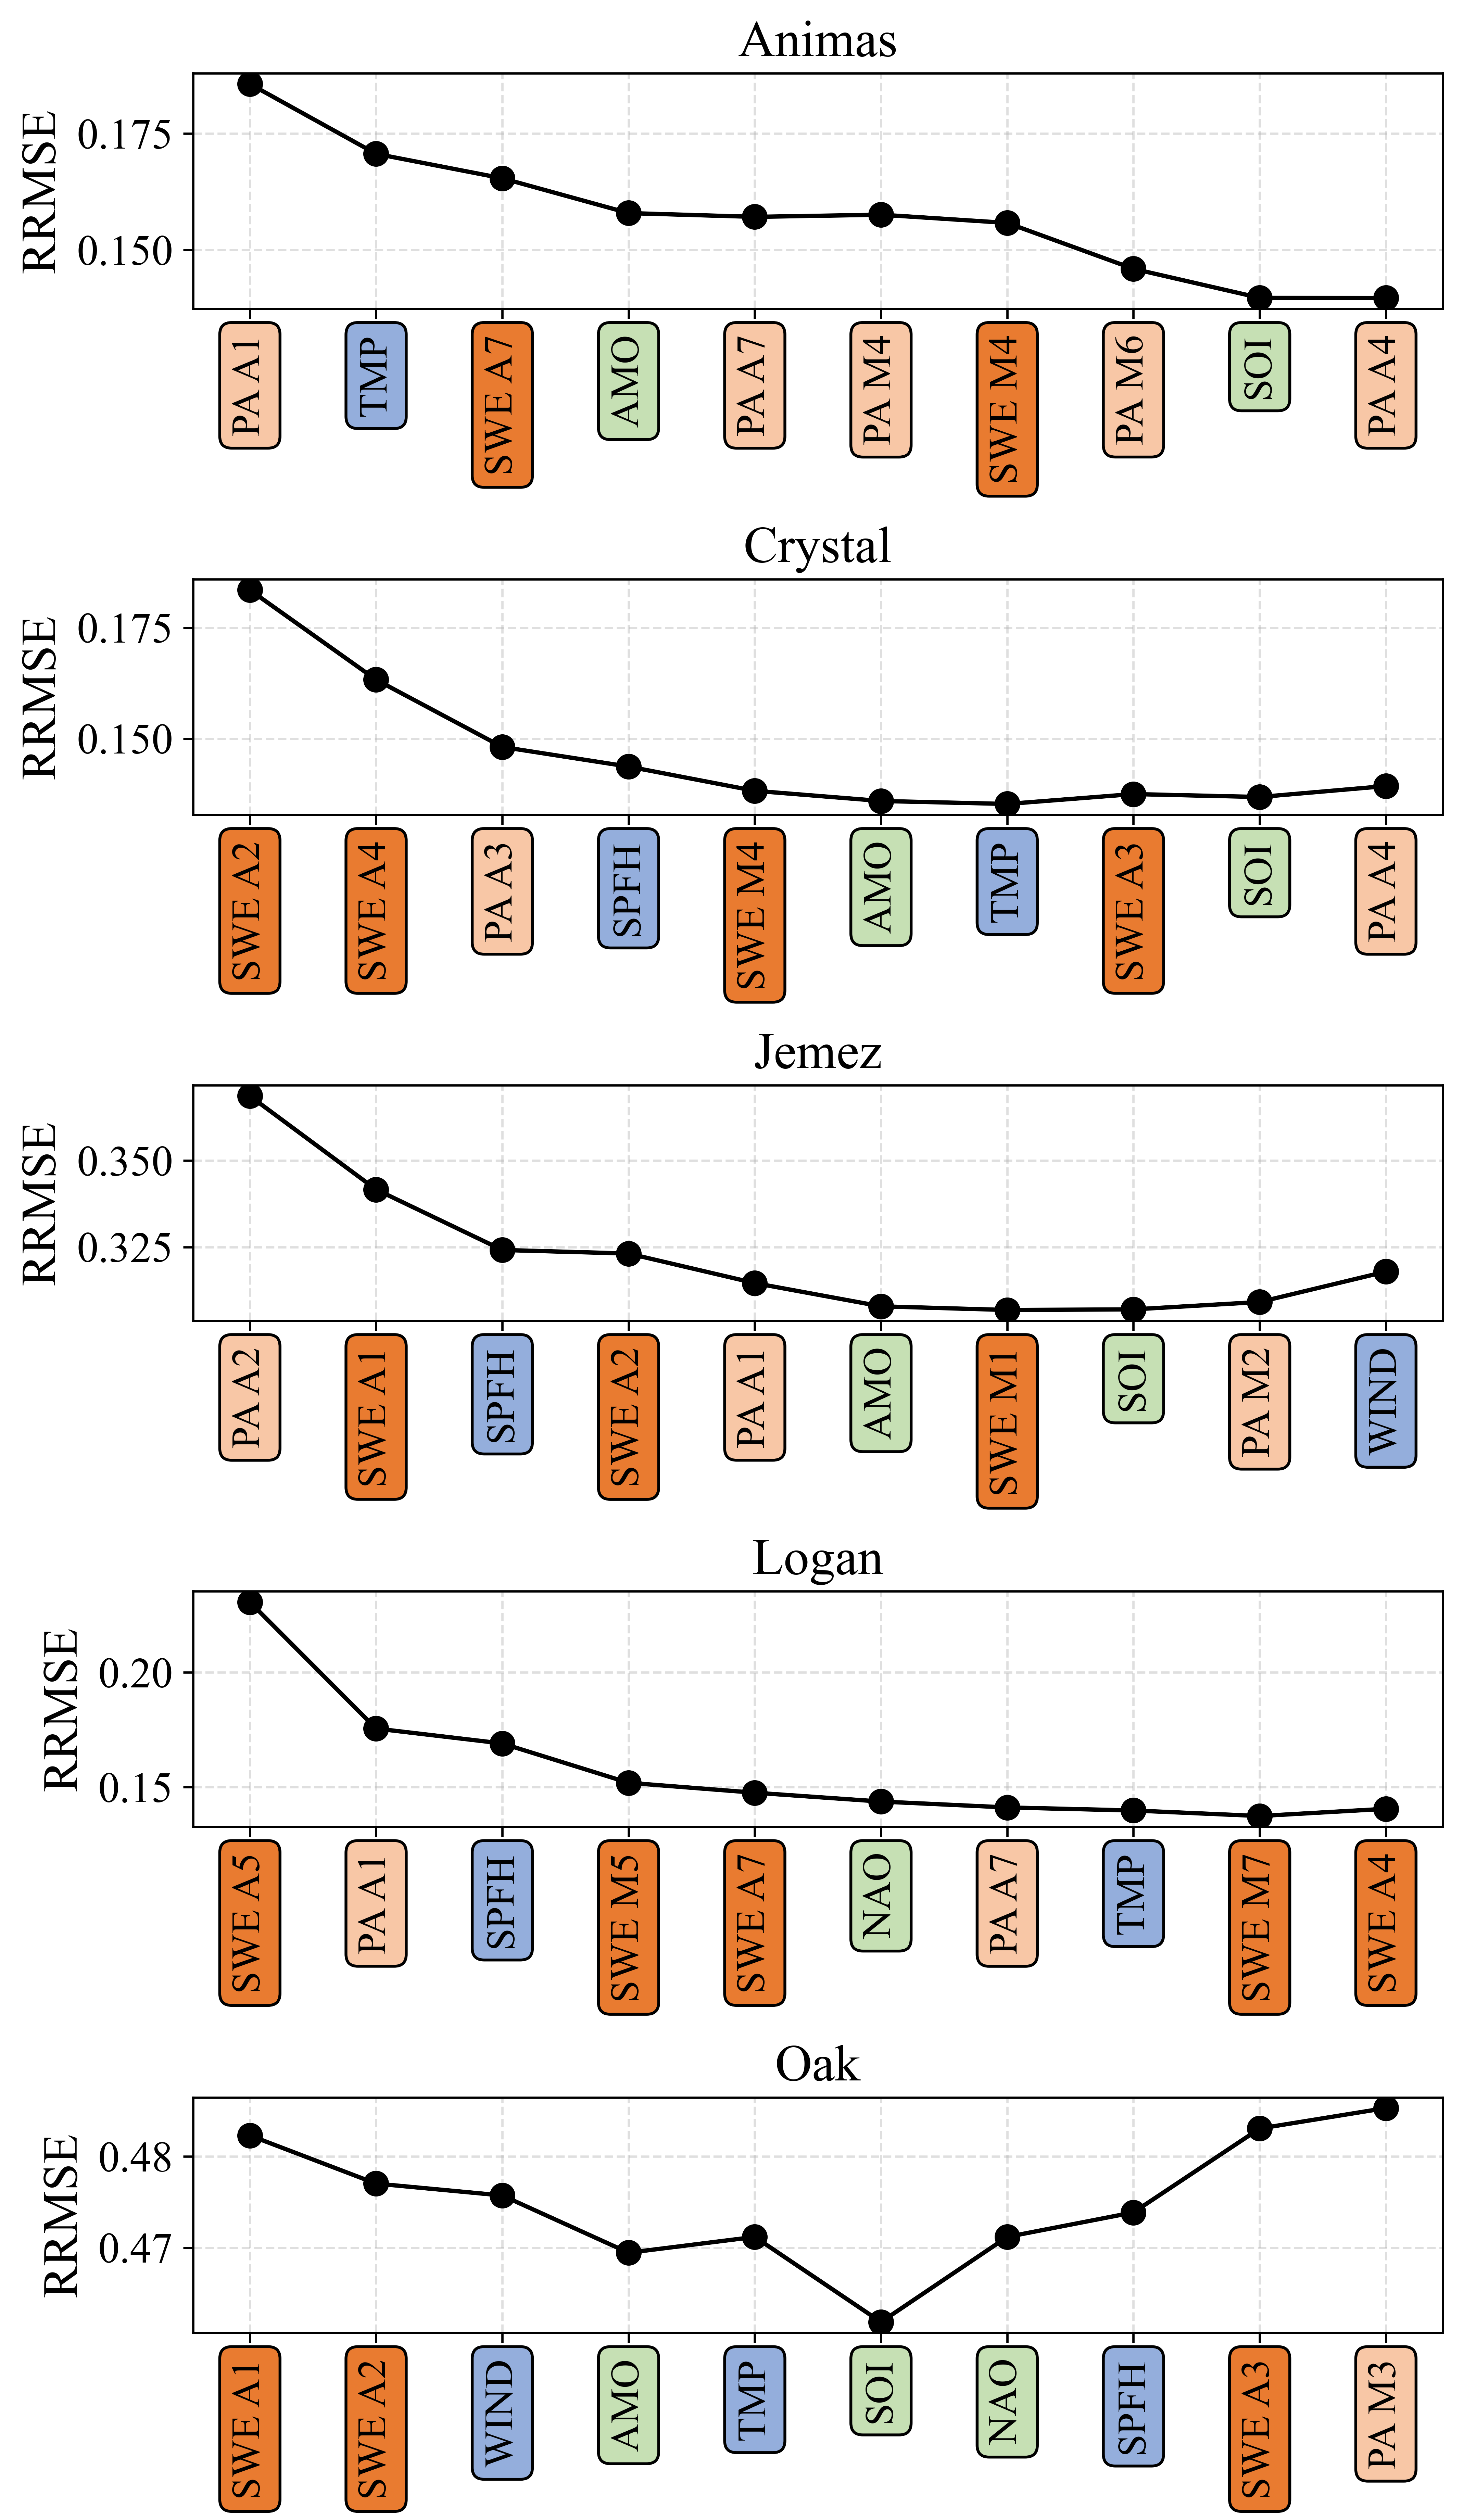 Animas
RRMSE
0.175
0.150
PA A1
TMP
SWE A7
AMO
PA A7
PA M4
SWE M4
PA M6
SOI
PA A4
Crystal
RRMSE
0.175
0.150
SWE A2
SWE A4
PA A3
SPFH
SWE M4
AMO
TMP
SWE A3
SOI
PA A4
Jemez
RRMSE
0.350
0.325
PA A2
SWE A1
SPFH
SWE A2
PA A1
AMO
SWE M1
SOI
PA M2
WIND
Logan
RRMSE
0.20
0.15
SWE A5
PA A1
SPFH
SWE M5
SWE A7
NAO
PA A7
TMP
SWE M7
SWE A4
Oak
RRMSE
0.48
0.47
SWE A1
SWE A2
WIND
AMO
TMP
SOI
NAO
SPFH
SWE A3
PA M3